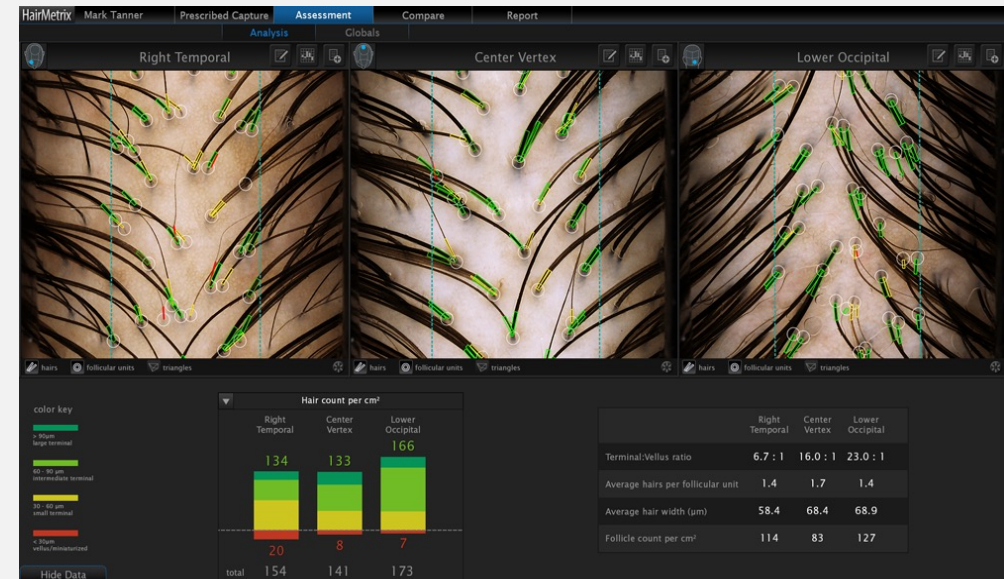 HairMetrix Mark Tanner Prescribed Capture Assessment Compare Report
Analysis Globals
Right Temporal Center Vertex Lower Occipital
hairs follicular units triangles hairs follicular units triangles hairs follicular units triangles
color key
> 90µm
large terminal
60 - 90 µm
intermediate terminal
30 - 60 µm
small terminal
< 30µm
vellus/miniaturized
Hide Data
Hair count per cm²
Right Temporal Center Vertex Lower Occipital
134 133 166
20 8 7
total 154 141 173
Right Temporal Center Vertex Lower Occipital
Terminal:Vellus ratio 6.7 : 1 16.0 : 1 23.0 : 1
Average hairs per follicular unit 1.4 1.7 1.4
Average hair width (µm) 58.4 68.4 68.9
Follicle count per cm² 114 83 127